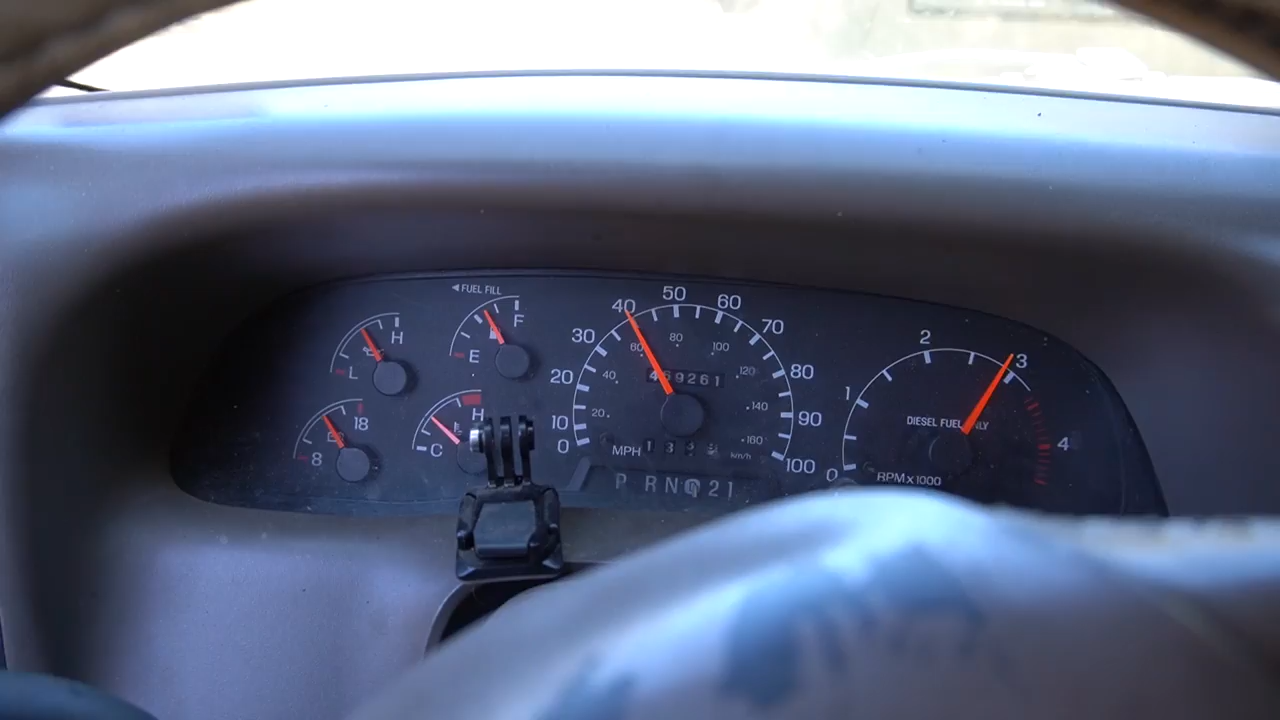 ◄ FUEL FILL
H
L
F
E
18
8
H
C
0
10
20
30
40
50
60
70
80
90
100
20
40
60
80
100
120
140
160
469261
MPH
km/h
P R N D 2 1
0
1
2
3
4
DIESEL FUEL
RPM x 1000